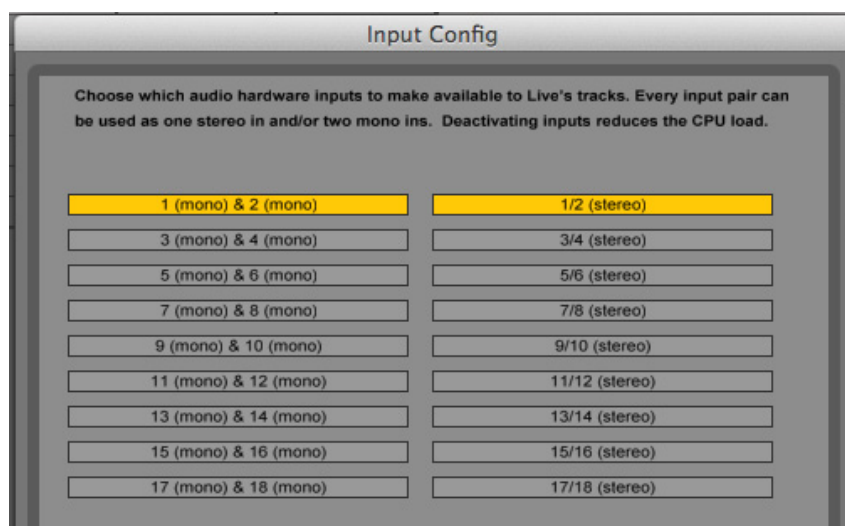 Input Config
Choose which audio hardware inputs to make available to Live's tracks. Every input pair can
be used as one stereo in and/or two mono ins.  Deactivating inputs reduces the CPU load.
1 (mono) & 2 (mono) 1/2 (stereo)
3 (mono) & 4 (mono) 3/4 (stereo)
5 (mono) & 6 (mono) 5/6 (stereo)
7 (mono) & 8 (mono) 7/8 (stereo)
9 (mono) & 10 (mono) 9/10 (stereo)
11 (mono) & 12 (mono) 11/12 (stereo)
13 (mono) & 14 (mono) 13/14 (stereo)
15 (mono) & 16 (mono) 15/16 (stereo)
17 (mono) & 18 (mono) 17/18 (stereo)